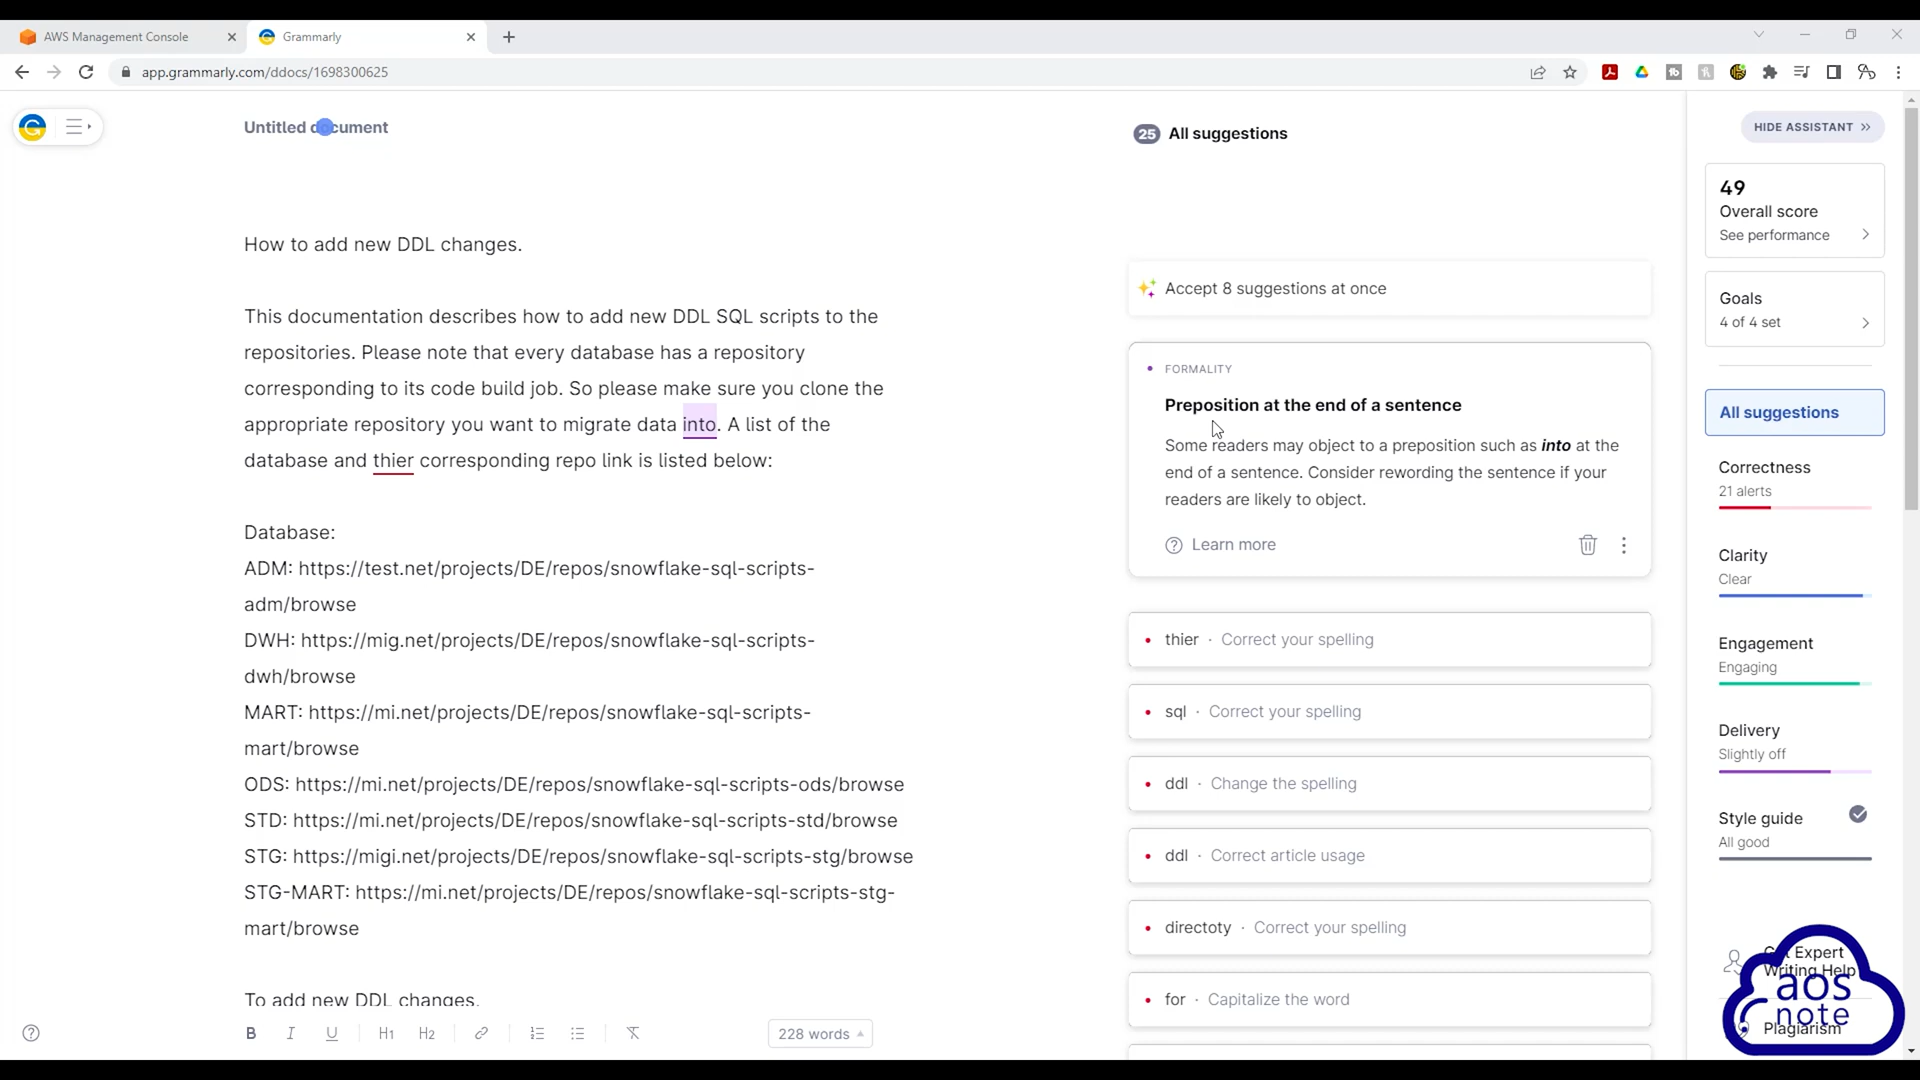 AWS Management Console
Grammarly
app.grammarly.com/ddocs/1698300625
Untitled document
25 All suggestions
HIDE ASSISTANT
49
Overall score
See performance
How to add new DDL changes.
Accept 8 suggestions at once
Goals
4 of 4 set
This documentation describes how to add new DDL SQL scripts to the
repositories. Please note that every database has a repository
corresponding to its code build job. So please make sure you clone the
appropriate repository you want to migrate data into. A list of the
database and thier corresponding repo link is listed below:
FORMALITY
Preposition at the end of a sentence
Some readers may object to a preposition such as into at the
end of a sentence. Consider rewording the sentence if your
readers are likely to object.
Learn more
All suggestions
Correctness
21 alerts
Clarity
Clear
Engagement
Engaging
Delivery
Slightly off
Style guide
All good
Database:
ADM: https://test.net/projects/DE/repos/snowflake-sql-scripts-
adm/browse
DWH: https://mig.net/projects/DE/repos/snowflake-sql-scripts-
dwh/browse
MART: https://mi.net/projects/DE/repos/snowflake-sql-scripts-
mart/browse
ODS: https://mi.net/projects/DE/repos/snowflake-sql-scripts-ods/browse
STD: https://mi.net/projects/DE/repos/snowflake-sql-scripts-std/browse
STG: https://migi.net/projects/DE/repos/snowflake-sql-scripts-stg/browse
STG-MART: https://mi.net/projects/DE/repos/snowflake-sql-scripts-stg-
mart/browse
To add new DDL changes.
thier · Correct your spelling
sql · Correct your spelling
ddl · Change the spelling
ddl · Correct article usage
directoty · Correct your spelling
for · Capitalize the word
Expert
Writing Help
Plagiarism
aos
note
B I U H1 H2
228 words